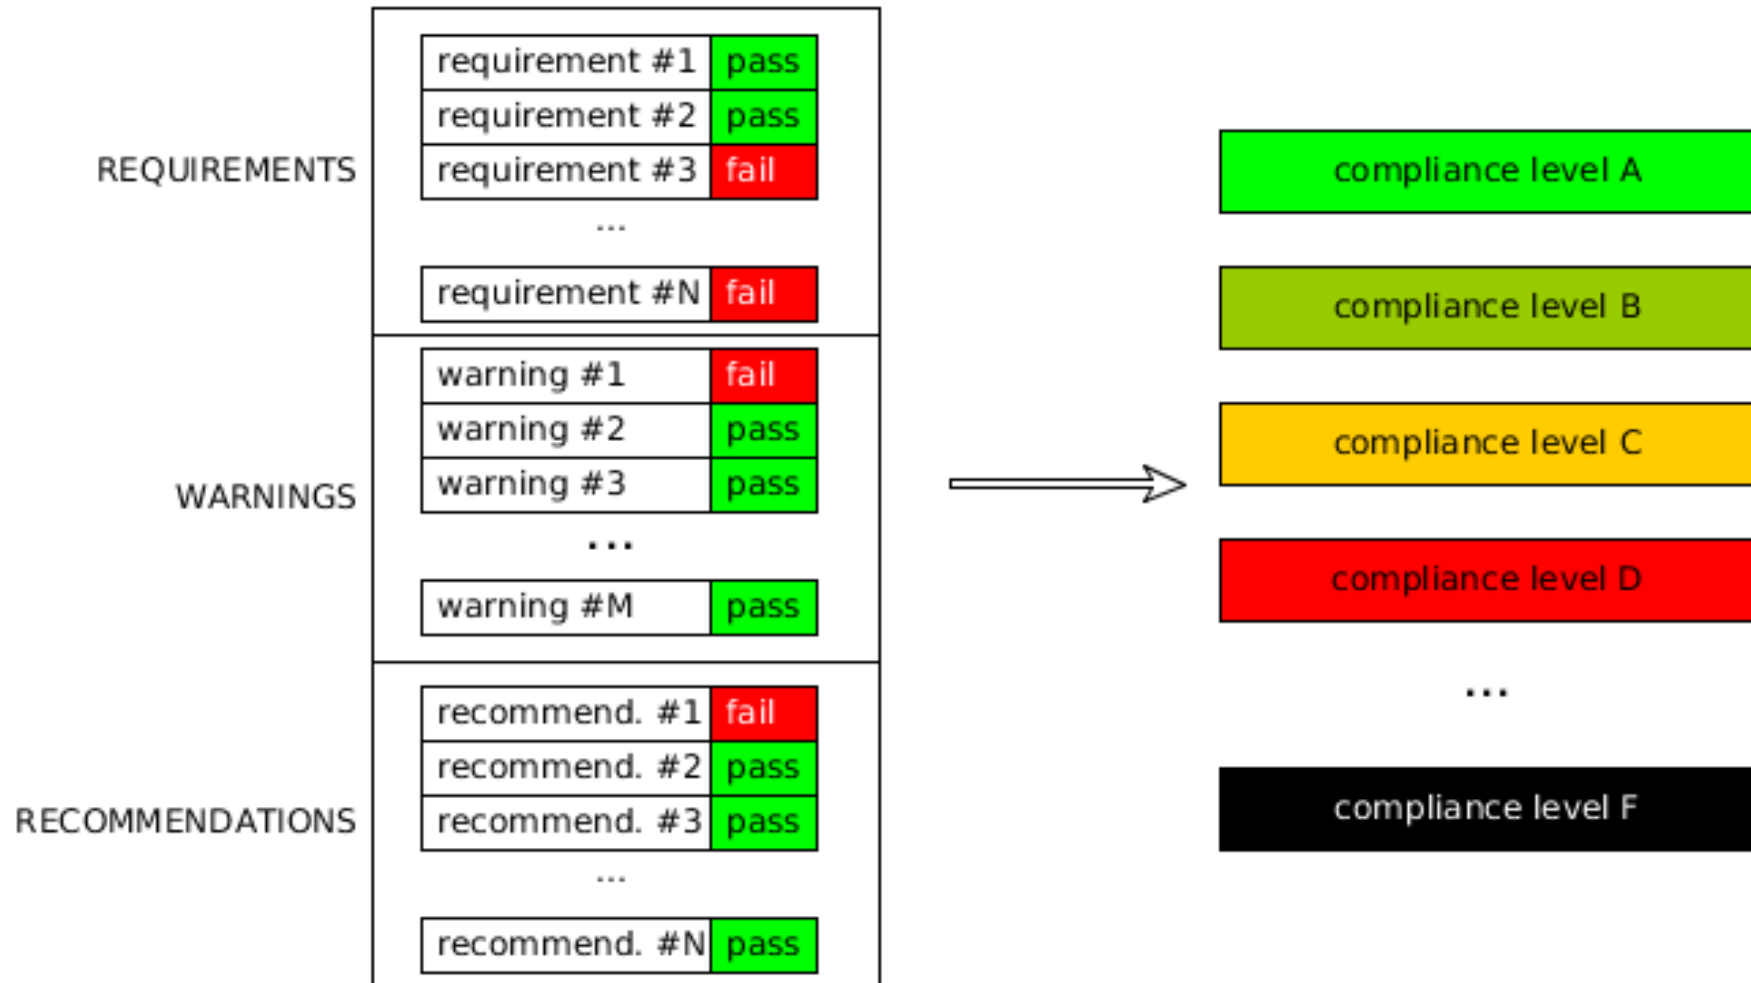 requirement #1 pass
requirement #2 pass
REQUIREMENTS
requirement #3 fail
...
requirement #N fail
warning #1 fail
warning #2 pass
warning #3 pass
WARNINGS
...
warning #M pass
recommend. #1 fail
recommend. #2 pass
recommend. #3 pass
RECOMMENDATIONS
...
recommend. #N pass
compliance level A
compliance level B
compliance level C
compliance level D
...
compliance level F